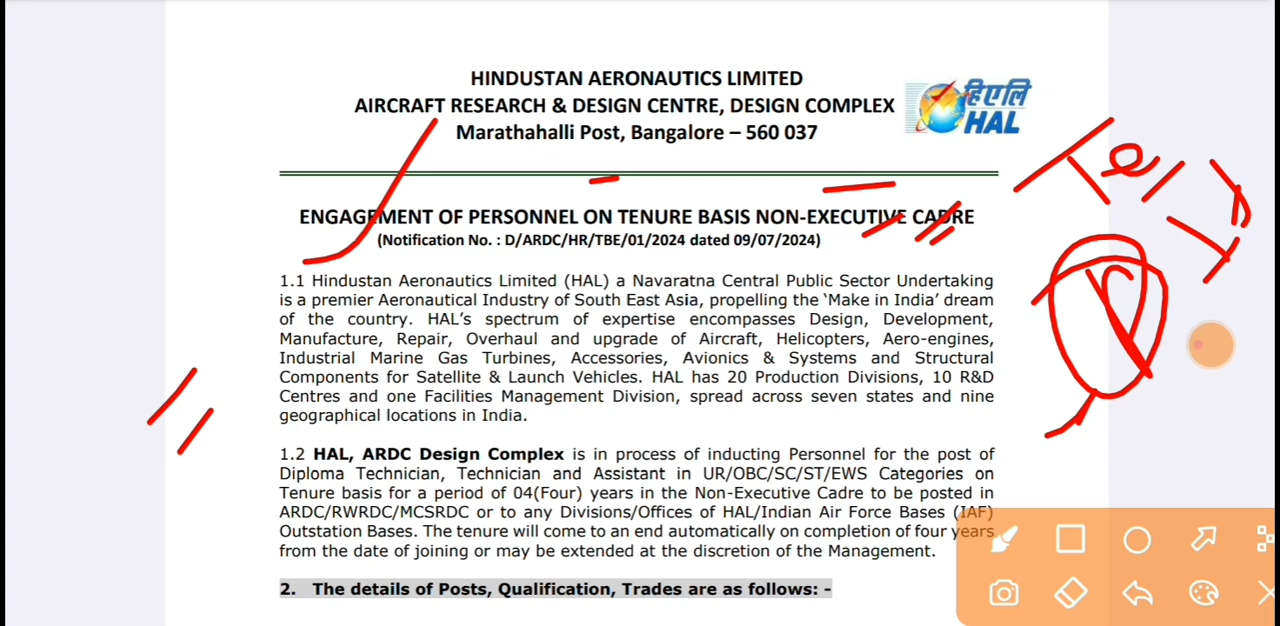 HINDUSTAN AERONAUTICS LIMITED
AIRCRAFT RESEARCH & DESIGN CENTRE, DESIGN COMPLEX
Marathahalli Post, Bangalore – 560 037
हिएलि
HAL
ENGAGEMENT OF PERSONNEL ON TENURE BASIS NON-EXECUTIVE CADRE
(Notification No. : D/ARDC/HR/TBE/01/2024 dated 09/07/2024)
1.1 Hindustan Aeronautics Limited (HAL) a Navaratna Central Public Sector Undertaking
is a premier Aeronautical Industry of South East Asia, propelling the ‘Make in India’ dream
of the country. HAL’s spectrum of expertise encompasses Design, Development,
Manufacture, Repair, Overhaul and upgrade of Aircraft, Helicopters, Aero-engines,
Industrial Marine Gas Turbines, Accessories, Avionics & Systems and Structural
Components for Satellite & Launch Vehicles. HAL has 20 Production Divisions, 10 R&D
Centres and one Facilities Management Division, spread across seven states and nine
geographical locations in India.
1.2 HAL, ARDC Design Complex is in process of inducting Personnel for the post of
Diploma Technician, Technician and Assistant in UR/OBC/SC/ST/EWS Categories on
Tenure basis for a period of 04(Four) years in the Non-Executive Cadre to be posted in
ARDC/RWRDC/MCSRDC or to any Divisions/Offices of HAL/Indian Air Force Bases (IAF)
Outstation Bases. The tenure will come to an end automatically on completion of four years
from the date of joining or may be extended at the discretion of the Management.
2. The details of Posts, Qualification, Trades are as follows: -